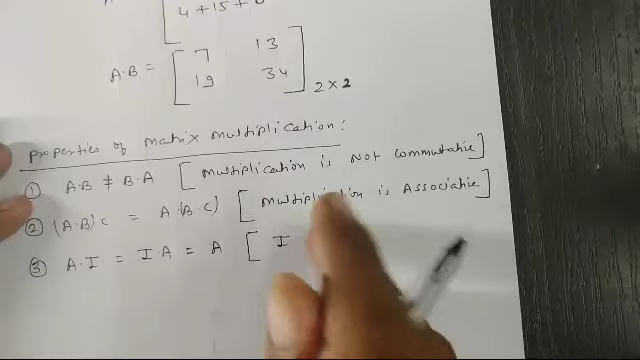 4 + 15 +
7 13
A·B =
19 34
2×2
Properties of Matrix Multiplication:
① A·B ≠ B·A [Multiplication is Not commutative]
② (A·B)C = A·(B·C) [Multiplication is Associative]
③ A·I = I·A = A [ I